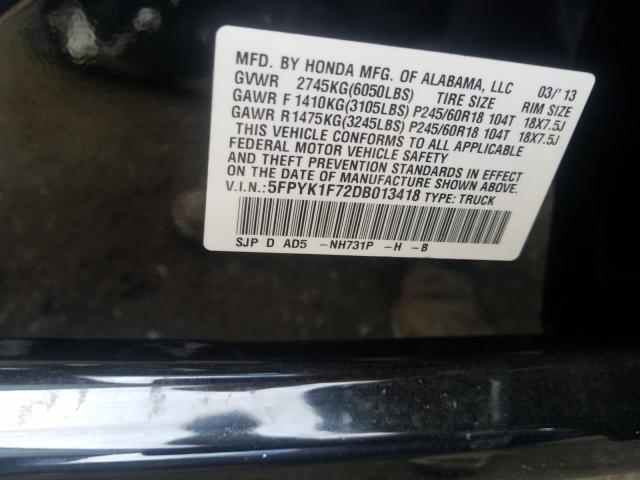 MFD. BY HONDA MFG. OF ALABAMA, LLC 03/'13
GVWR 2745KG(6050LBS) TIRE SIZE RIM SIZE
GAWR F 1410KG(3105LBS) P245/60R18 104T 18X7.5J
GAWR R 1475KG(3245LBS) P245/60R18 104T 18X7.5J
THIS VEHICLE CONFORMS TO ALL APPLICABLE
FEDERAL MOTOR VEHICLE SAFETY
AND THEFT PREVENTION STANDARDS IN EFFECT
ON THE DATE OF MANUFACTURE SHOWN ABOVE.
V.I.N.: 5FPYK1F72DB013418 TYPE: TRUCK
SJP D AD5 -NH731P -H -B